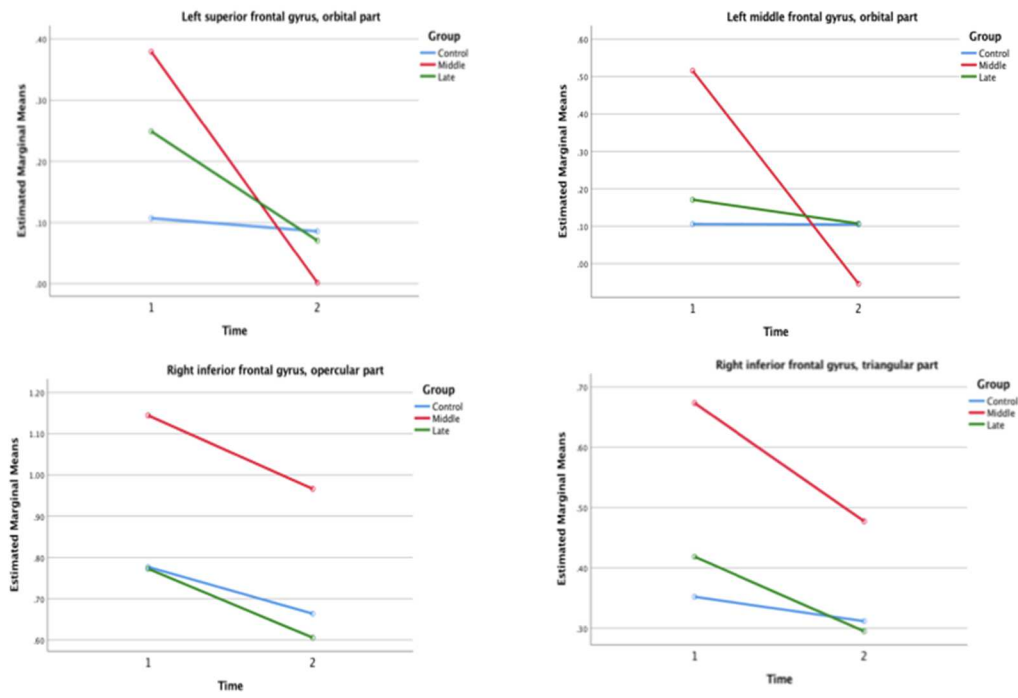 Left superior frontal gyrus, orbital part
Group
Control
Middle
Late
.40
.30
.20
.10
.00
Estimated Marginal Means
1
2
Time
Left middle frontal gyrus, orbital part
Group
Control
Middle
Late
.60
.50
.40
.30
.20
.10
.00
Estimated Marginal Means
1
2
Time
Right inferior frontal gyrus, opercular part
Group
Control
Middle
Late
1.20
1.10
1.00
.90
.80
.70
.60
Estimated Marginal Means
1
2
Time
Right inferior frontal gyrus, triangular part
Group
Control
Middle
Late
.70
.60
.50
.40
.30
Estimated Marginal Means
1
2
Time